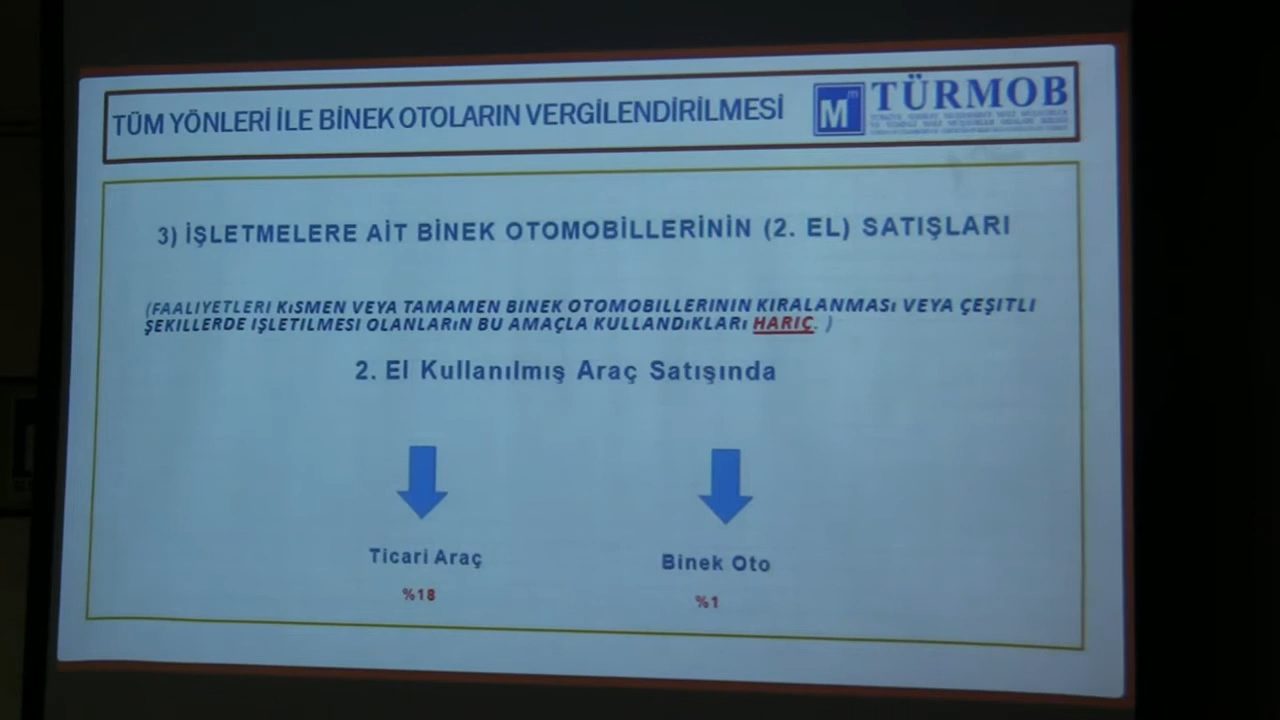 TÜM YÖNLERİ İLE BİNEK OTOLARIN VERGİLENDİRİLMESİ
M
TÜRMOB
3) İŞLETMELERE AİT BİNEK OTOMOBİLLERİNİN (2. EL) SATIŞLARI
(FAALIYETLERI KıSMEN VEYA TAMAMEN BINEK OTOMOBILLERININ KIRALANMASı VEYA ÇEŞITLI
ŞEKILLERDE IŞLETILMESI OLANLARıN BU AMAÇLA KULLANDıKLARı HARIÇ. )
2. El Kullanılmış Araç Satışında
Ticari Araç
Binek Oto
%18
%1